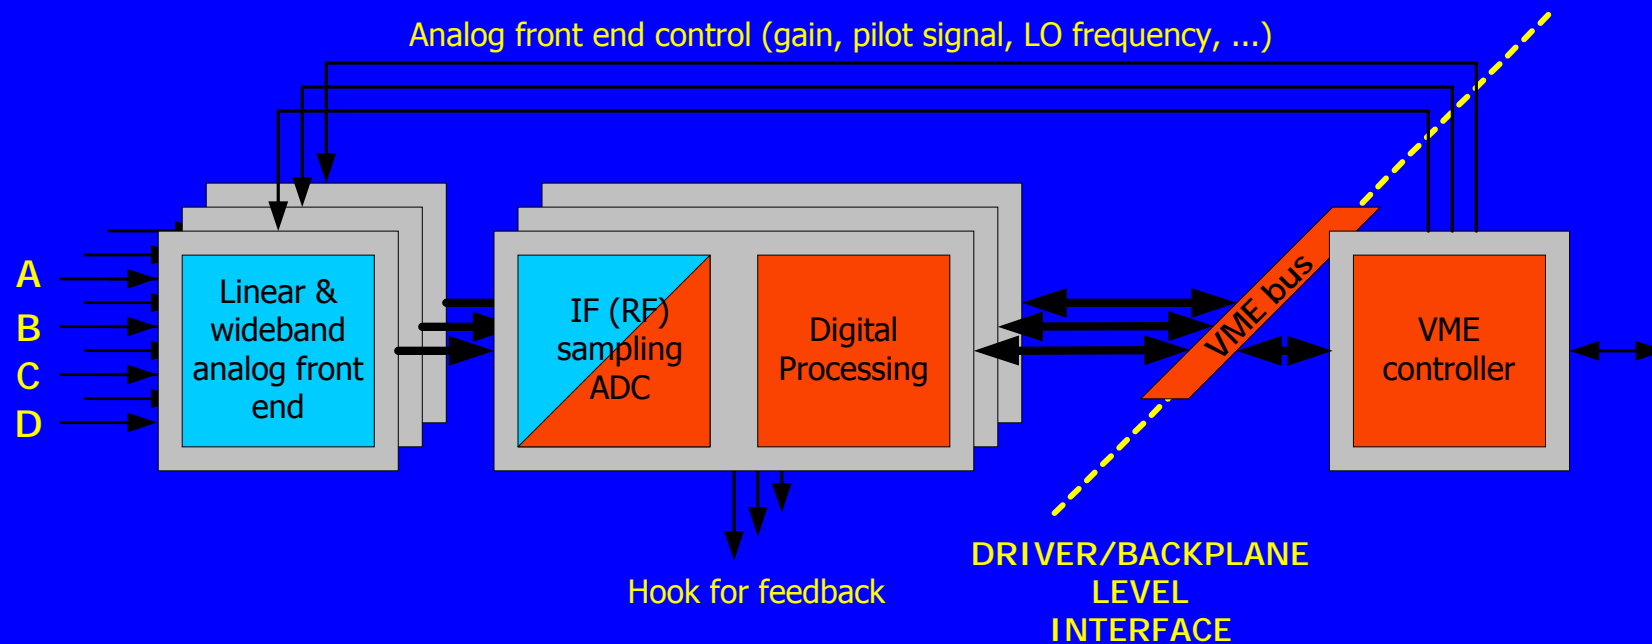 Analog front end control (gain, pilot signal, LO frequency, ...)
A
B
C
D
Linear &
wideband
analog front
end
IF (RF)
sampling
ADC
Digital
Processing
VME bus
VME
controller
Hook for feedback
DRIVER/BACKPLANE
LEVEL
INTERFACE